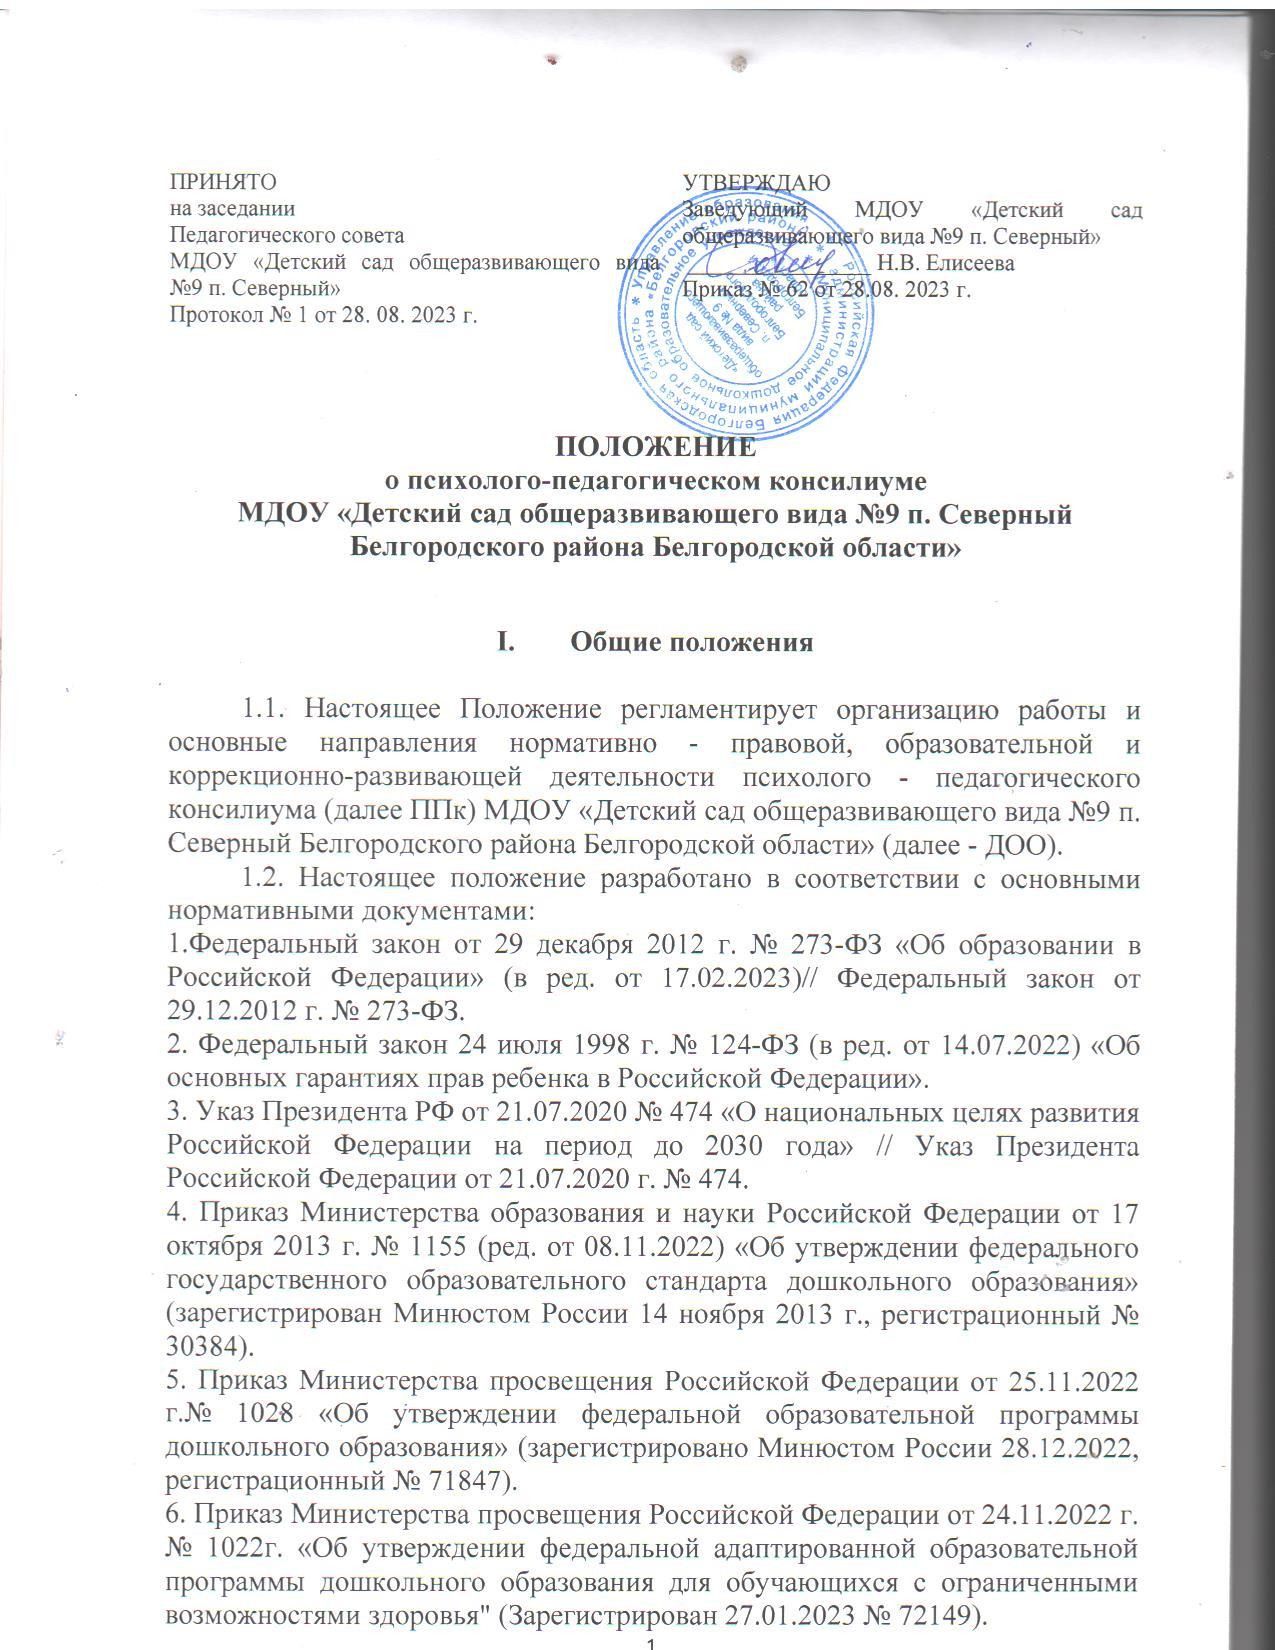 ПРИНЯТО
на заседании
Педагогического совета
МДОУ «Детский сад общеразвивающего вида
№9 п. Северный»
Протокол № 1 от 28. 08. 2023 г.
УТВЕРЖДАЮ
Заведующий МДОУ «Детский сад
общеразвивающего вида №9 п. Северный»
Н.В. Елисеева
Приказ № 62 от 28.08. 2023 г.
ПОЛОЖЕНИЕ
о психолого-педагогическом консилиуме
МДОУ «Детский сад общеразвивающего вида №9 п. Северный
Белгородского района Белгородской области»
I. Общие положения
1.1. Настоящее Положение регламентирует организацию работы и
основные направления нормативно - правовой, образовательной и
коррекционно-развивающей деятельности психолого - педагогического
консилиума (далее ППк) МДОУ «Детский сад общеразвивающего вида №9 п.
Северный Белгородского района Белгородской области» (далее - ДОО).
1.2. Настоящее положение разработано в соответствии с основными
нормативными документами:
1.Федеральный закон от 29 декабря 2012 г. № 273-ФЗ «Об образовании в
Российской Федерации» (в ред. от 17.02.2023)// Федеральный закон от
29.12.2012 г. № 273-ФЗ.
2. Федеральный закон 24 июля 1998 г. № 124-ФЗ (в ред. от 14.07.2022) «Об
основных гарантиях прав ребенка в Российской Федерации».
3. Указ Президента РФ от 21.07.2020 № 474 «О национальных целях развития
Российской Федерации на период до 2030 года» // Указ Президента
Российской Федерации от 21.07.2020 г. № 474.
4. Приказ Министерства образования и науки Российской Федерации от 17
октября 2013 г. № 1155 (ред. от 08.11.2022) «Об утверждении федерального
государственного образовательного стандарта дошкольного образования»
(зарегистрирован Минюстом России 14 ноября 2013 г., регистрационный №
30384).
5. Приказ Министерства просвещения Российской Федерации от 25.11.2022
г.№ 1028 «Об утверждении федеральной образовательной программы
дошкольного образования» (зарегистрировано Минюстом России 28.12.2022,
регистрационный № 71847).
6. Приказ Министерства просвещения Российской Федерации от 24.11.2022 г.
№ 1022г. «Об утверждении федеральной адаптированной образовательной
программы дошкольного образования для обучающихся с ограниченными
возможностями здоровья" (Зарегистрирован 27.01.2023 № 72149).
1